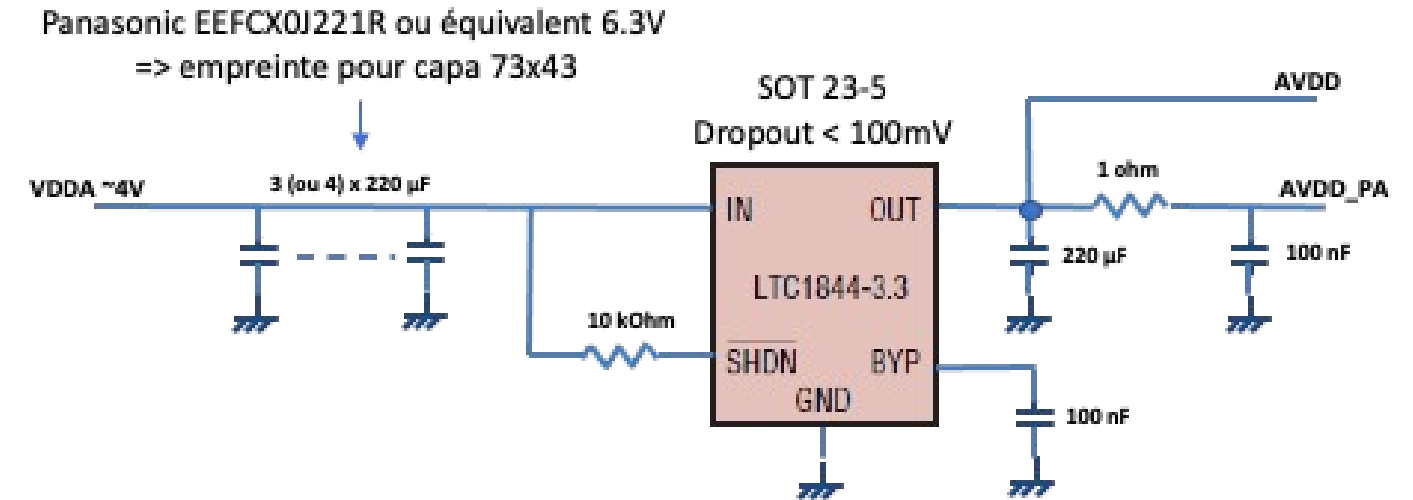 Panasonic EEFCX0J221R ou équivalent 6.3V
=> empreinte pour capa 73x43
SOT 23-5
Dropout < 100mV
AVDD
VDDA ~4V
3 (ou 4) x 220 µF
1 ohm
AVDD_PA
IN
OUT
220 µF
100 nF
LTC1844-3.3
10 kOhm
SHDN
BYP
GND
100 nF